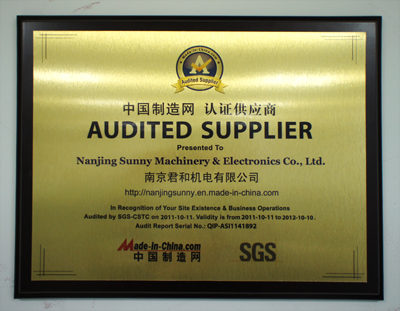 Audited Supplier
中国制造网 认证供应商
AUDITED SUPPLIER
Presented To
Nanjing Sunny Machinery & Electronics Co., Ltd.
南京君和机电有限公司
http://nanjingsunny.en.made-in-china.com
In Recognition of Your Site Existence & Business Operations
Audited by SGS-CSTC on 2011-10-11. Validity is from 2011-10-11 to 2012-10-10.
Audit Report Serial No.: QIP-ASI1141892
Made-in-China.com
中国制造网
SGS